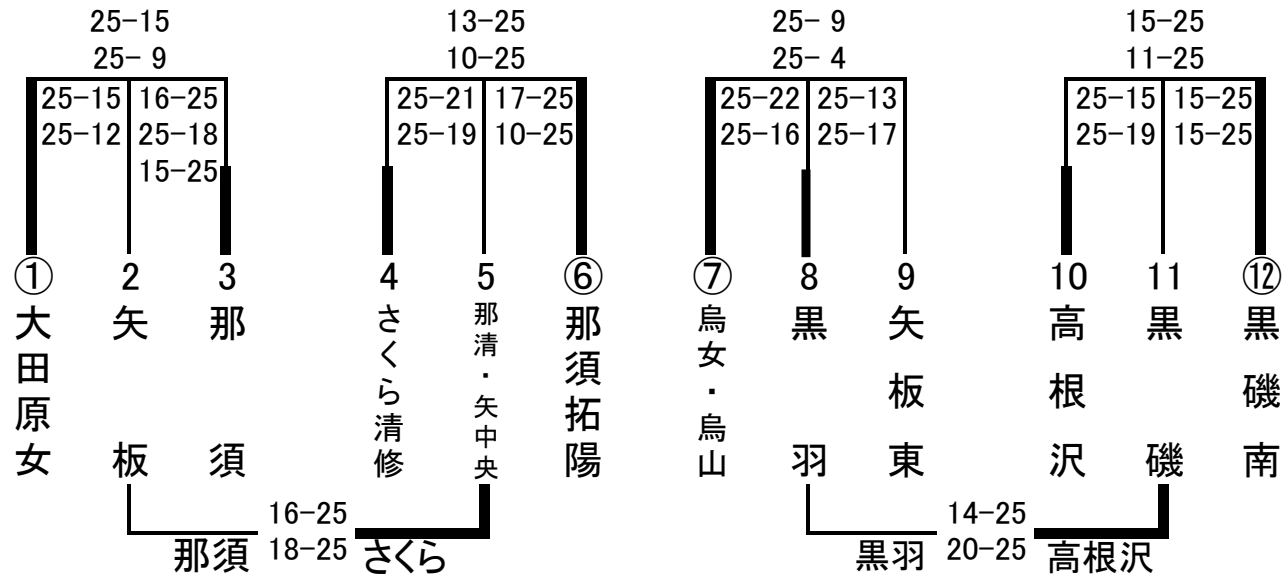 25-15 13-25 25- 9 15-25
25- 9 10-25 25- 4 11-25
25-15 16-25 25-21 17-25 25-22 25-13 25-15 15-25
25-12 25-18 25-19 10-25 25-16 25-17 25-19 15-25
15-25
① 2 3 4 5 ⑥ ⑦ 8 9 10 11 ⑫
大田原女
矢板
那須
さくら清修
那清・矢中央
那須拓陽
烏女・烏山
黒羽
矢板東
高根沢
黒磯
黒磯南
16-25 14-25
那須 18-25 さくら 黒羽 20-25 高根沢